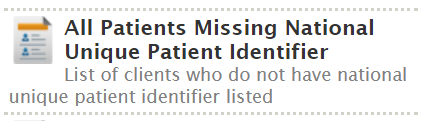 All Patients Missing National
Unique Patient Identifier
List of clients who do not have national
unique patient identifier listed